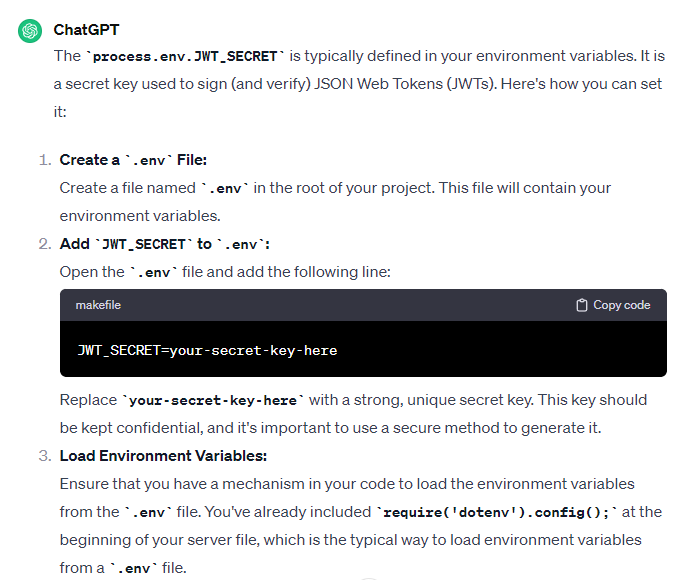 ChatGPT
The `process.env.JWT_SECRET` is typically defined in your environment variables. It is
a secret key used to sign (and verify) JSON Web Tokens (JWTs). Here's how you can set
it:
1. Create a `.env` File:
Create a file named `.env` in the root of your project. This file will contain your
environment variables.
2. Add `JWT_SECRET` to `.env`:
Open the `.env` file and add the following line:
makefile Copy code
JWT_SECRET=your-secret-key-here
Replace `your-secret-key-here` with a strong, unique secret key. This key should
be kept confidential, and it's important to use a secure method to generate it.
3. Load Environment Variables:
Ensure that you have a mechanism in your code to load the environment variables
from the `.env` file. You've already included `require('dotenv').config();` at the
beginning of your server file, which is the typical way to load environment variables
from a `.env` file.